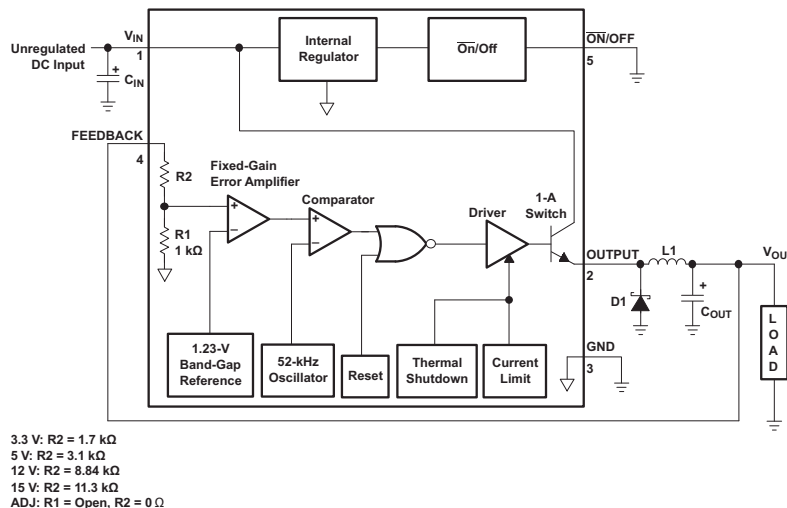 V_IN
1
Unregulated
DC Input
+
C_IN
Internal
Regulator
On/Off
ON/OFF
5
FEEDBACK
4
R2
R1
1 kΩ
Fixed-Gain
Error Amplifier
+
−
Comparator
+
−
Driver
1-A
Switch
OUTPUT
2
L1
D1
+
C_OUT
V_OU
LOAD
GND
3
1.23-V
Band-Gap
Reference
52-kHz
Oscillator
Reset
Thermal
Shutdown
Current
Limit
3.3 V: R2 = 1.7 kΩ
5 V: R2 = 3.1 kΩ
12 V: R2 = 8.84 kΩ
15 V: R2 = 11.3 kΩ
ADJ: R1 = Open, R2 = 0 Ω